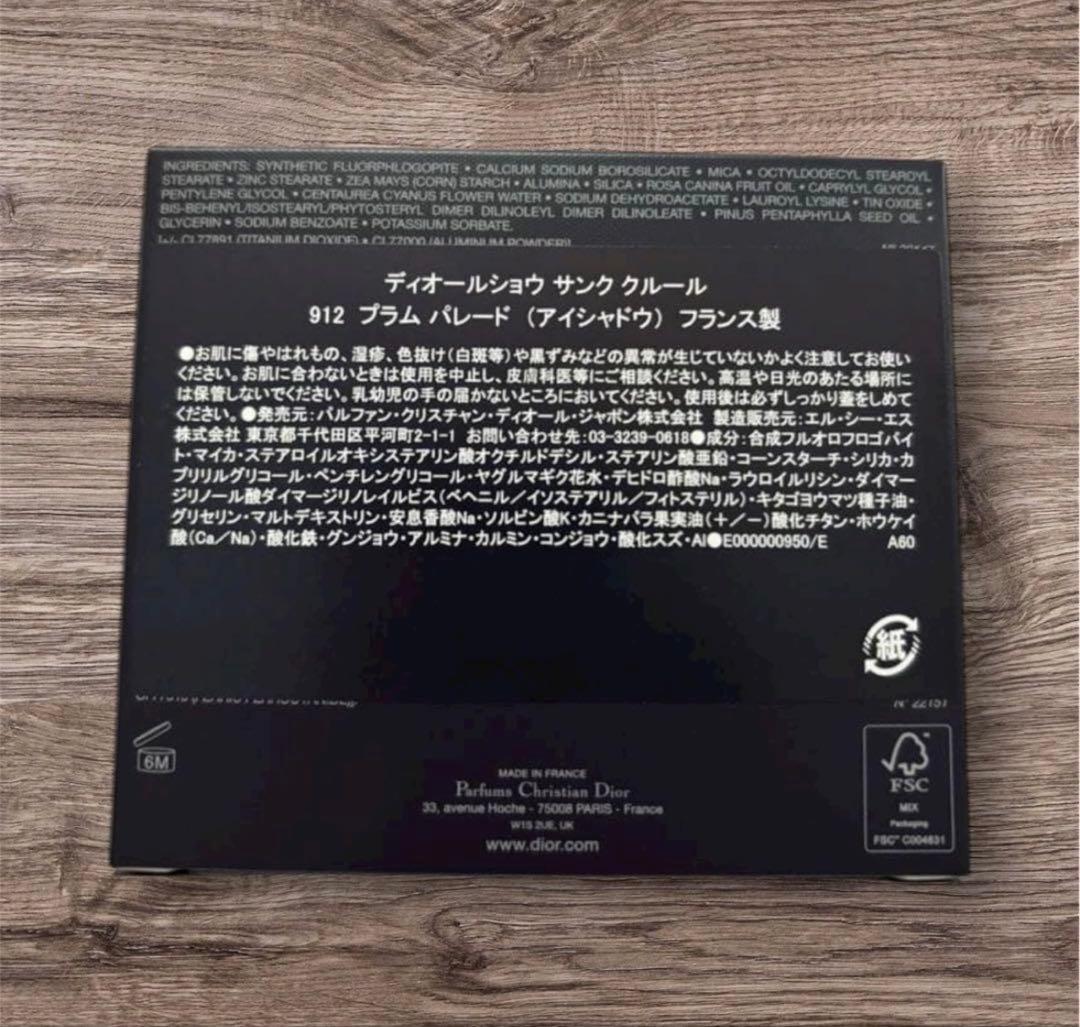 INGREDIENTS: SYNTHETIC FLUORPHLOGOPITE • CALCIUM SODIUM BOROSILICATE • MICA • OCTYLDODECYL STEAROYL
STEARATE • ZINC STEARATE • ZEA MAYS (CORN) STARCH • ALUMINA • SILICA • ROSA CANINA FRUIT OIL • CAPRYLYL GLYCOL •
PENTYLENE GLYCOL • CENTAUREA CYANUS FLOWER WATER • SODIUM DEHYDROACETATE • LAUROYL LYSINE • TIN OXIDE •
BIS-BEHENYL/ISOSTEARYL/PHYTOSTERYL DIMER DILINOLEYL DIMER DILINOLEATE • PINUS PENTAPHYLLA SEED OIL •
GLYCERIN • SODIUM BENZOATE • POTASSIUM SORBATE.
[+/- CI 77891 (TITANIUM DIOXIDE) • CI 77000 (ALUMINUM POWDER)]
ディオールショウ サンク クルール
912 プラム パレード (アイシャドウ) フランス製
●お肌に傷やはれもの、湿疹、色抜け(白斑等)や黒ずみなどの異常が生じていないかよく注意してお使い
ください。お肌に合わないときは使用を中止し、皮膚科医等にご相談ください。高温や日光のあたる場所に
は保管しないでください。乳幼児の手の届かないところにおいてください。使用後は必ずしっかり蓋をしめて
ください。●発売元:パルファン・クリスチャン・ディオール・ジャポン株式会社 製造販売元:エル・シー・エス
株式会社 東京都千代田区平河町2-1-1 お問い合わせ先:03-3239-0618●成分:合成フルオロフロゴパイ
ト・マイカ・ステアロイルオキシステアリン酸オクチルドデシル・ステアリン酸亜鉛・コーンスターチ・シリカ・カ
プリリルグリコール・ペンチレングリコール・ヤグルマギク花水・デヒドロ酢酸Na・ラウロイルリシン・ダイマー
ジリノール酸ダイマージリノレイルビス(ベヘニル/イソステアリル/フィトステリル)・キタゴヨウマツ種子油・
グリセリン・マルトデキストリン・安息香酸Na・ソルビン酸K・カニナバラ果実油(+/-)酸化チタン・ホウケイ
酸(Ca/Na)・酸化鉄・グンジョウ・アルミナ・カルミン・コンジョウ・酸化スズ・Al●E000000950/E A60
紙
N° 22151
6M
MADE IN FRANCE
Parfums Christian Dior
33, avenue Hoche - 75008 PARIS - France
W1S 2UE, UK
www.dior.com
FSC
MIX
Packaging
FSC™ C004631